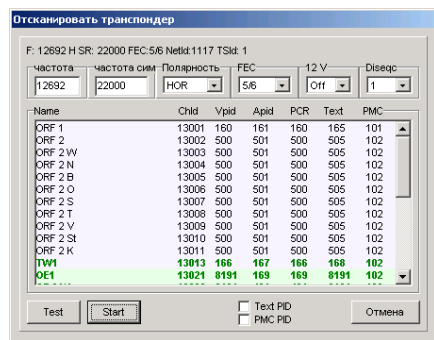 Отсканировать транспондер
F: 12692 H SR: 22000 FEC:5/6 NetId:1117 TSId: 1
частота частота сим Полярность FEC 12 V Diseqc
12692 22000 HOR 5/6 Off 1
Name ChId Vpid Apid PCR Text PMC
ORF 1 13001 160 161 160 165 101
ORF 2 13002 500 501 500 505 102
ORF 2 W 13003 500 501 500 505 102
ORF 2 N 13004 500 501 500 505 102
ORF 2 B 13005 500 501 500 505 102
ORF 2 O 13006 500 501 500 505 102
ORF 2 S 13007 500 501 500 505 102
ORF 2 T 13008 500 501 500 505 102
ORF 2 V 13009 500 501 500 505 102
ORF 2 St 13010 500 501 500 505 102
ORF 2 K 13011 500 501 500 505 102
TW1 13013 166 167 166 168 102
OE1 13021 8191 169 169 8191 102
Test Start Text PID Отмена
PMC PID